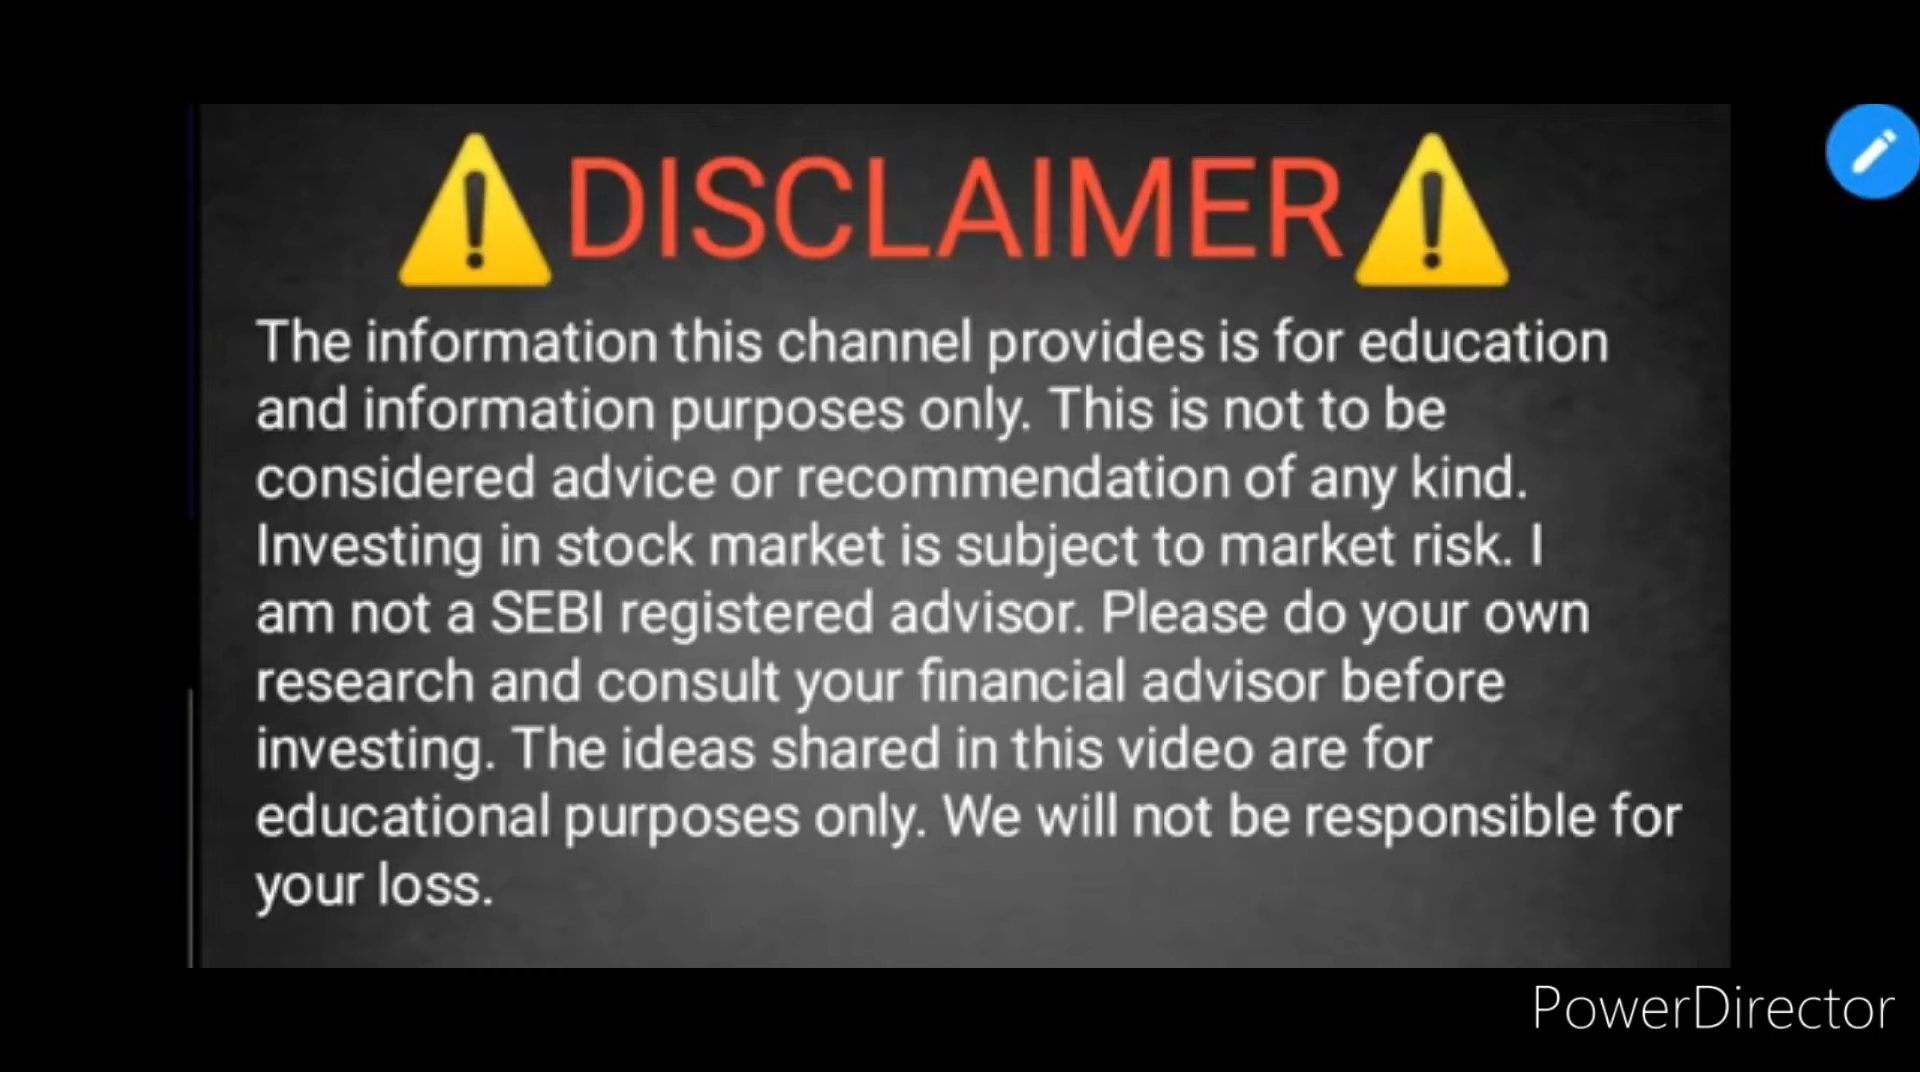 ⚠DISCLAIMER⚠
The information this channel provides is for education
and information purposes only. This is not to be
considered advice or recommendation of any kind.
Investing in stock market is subject to market risk. I
am not a SEBI registered advisor. Please do your own
research and consult your financial advisor before
investing. The ideas shared in this video are for
educational purposes only. We will not be responsible for
your loss.
PowerDirector